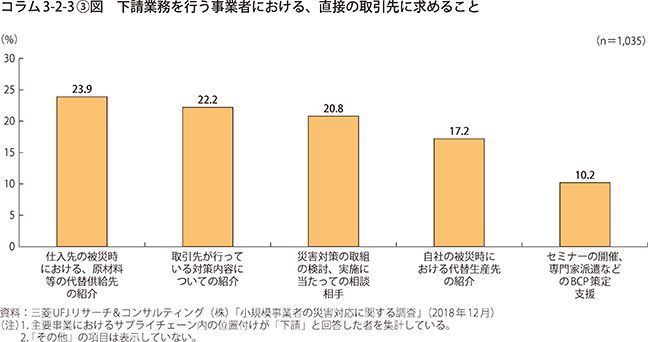 コラム3-2-3③図　下請業務を行う事業者における、直接の取引先に求めること
(%)
(n=1,035)
30
25
20
15
10
5
0
23.9
22.2
20.8
17.2
10.2
仕入先の被災時
における、原材料
等の代替供給先
の紹介
取引先が行って
いる対策内容に
ついての紹介
災害対策の取組
の検討、実施に
当たっての相談
相手
自社の被災時に
おける代替生産先
の紹介
セミナーの開催、
専門家派遣など
のBCP策定
支援
資料：三菱UFJリサーチ&コンサルティング（株）「小規模事業者の災害対応に関する調査」（2018年12月）
（注）1. 主要事業におけるサプライチェーン内の位置付けが「下請」と回答した者を集計している。
2.「その他」の項目は表示していない。